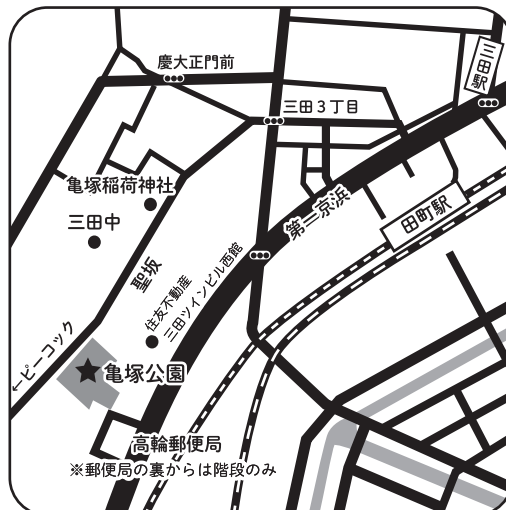 慶大正門前
三田駅
三田3丁目
亀塚稲荷神社
三田中
第一京浜
田町駅
聖坂
住友不動産
三田ツインビル西館
←ピーコック
亀塚公園
高輪郵便局
※郵便局の裏からは階段のみ